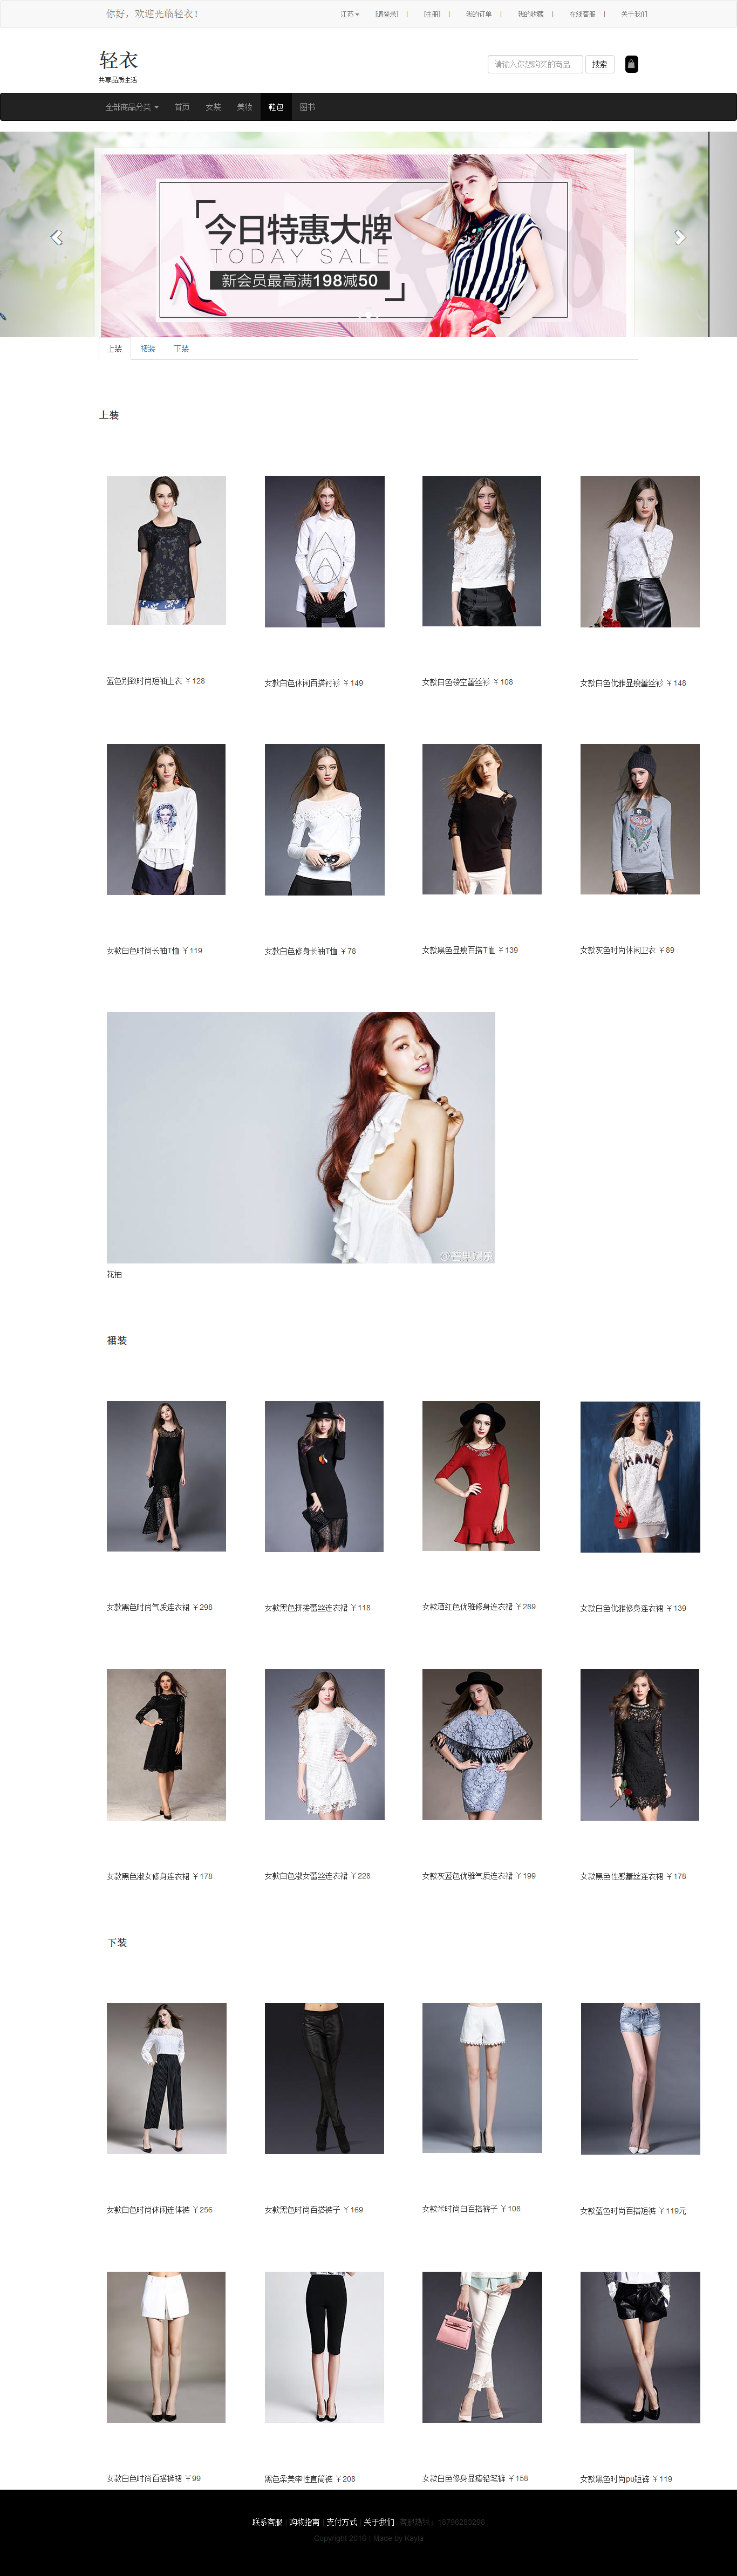 你好，欢迎光临轻衣！ 江苏 [请登录] | [注册] | 我的订单 | 我的收藏 | 在线客服 | 关于我们
轻衣
共享品质生活
请输入你想购买的商品 搜索
全部商品分类 首页 女装 美妆 鞋包 图书
今日特惠大牌
TODAY SALE
新会员最高满198减50
上装 裙装 下装
上装
蓝色别致时尚短袖上衣 ￥128 女款白色休闲百搭衬衫 ￥149 女款白色镂空蕾丝衫 ￥108 女款白色优雅显瘦蕾丝衫 ￥148
女款白色时尚长袖T恤 ￥119 女款白色修身长袖T恤 ￥78 女款黑色显瘦百搭T恤 ￥139 女款灰色时尚休闲卫衣 ￥89
花袖
裙装
CHANE
女款黑色时尚气质连衣裙 ￥298 女款黑色拼接蕾丝连衣裙 ￥118 女款酒红色优雅修身连衣裙 ￥289 女款白色优雅修身连衣裙 ￥139
女款黑色淑女修身连衣裙 ￥178 女款白色淑女蕾丝连衣裙 ￥228 女款灰蓝色优雅气质连衣裙 ￥199 女款黑色性感蕾丝连衣裙 ￥178
下装
女款白色时尚休闲连体裤 ￥256 女款黑色时尚百搭裤子 ￥169 女款米时尚白百搭裤子 ￥108 女款蓝色时尚百搭短裤 ￥119元
女款白色时尚百搭裤裙 ￥99 黑色柔美率性直筒裤 ￥208 女款白色修身显瘦铅笔裤 ￥158 女款黑色时尚pu短裤 ￥119
联系客服 | 购物指南 | 支付方式 | 关于我们 客服热线：18796283298
Copyright 2016 | Made by Kayla